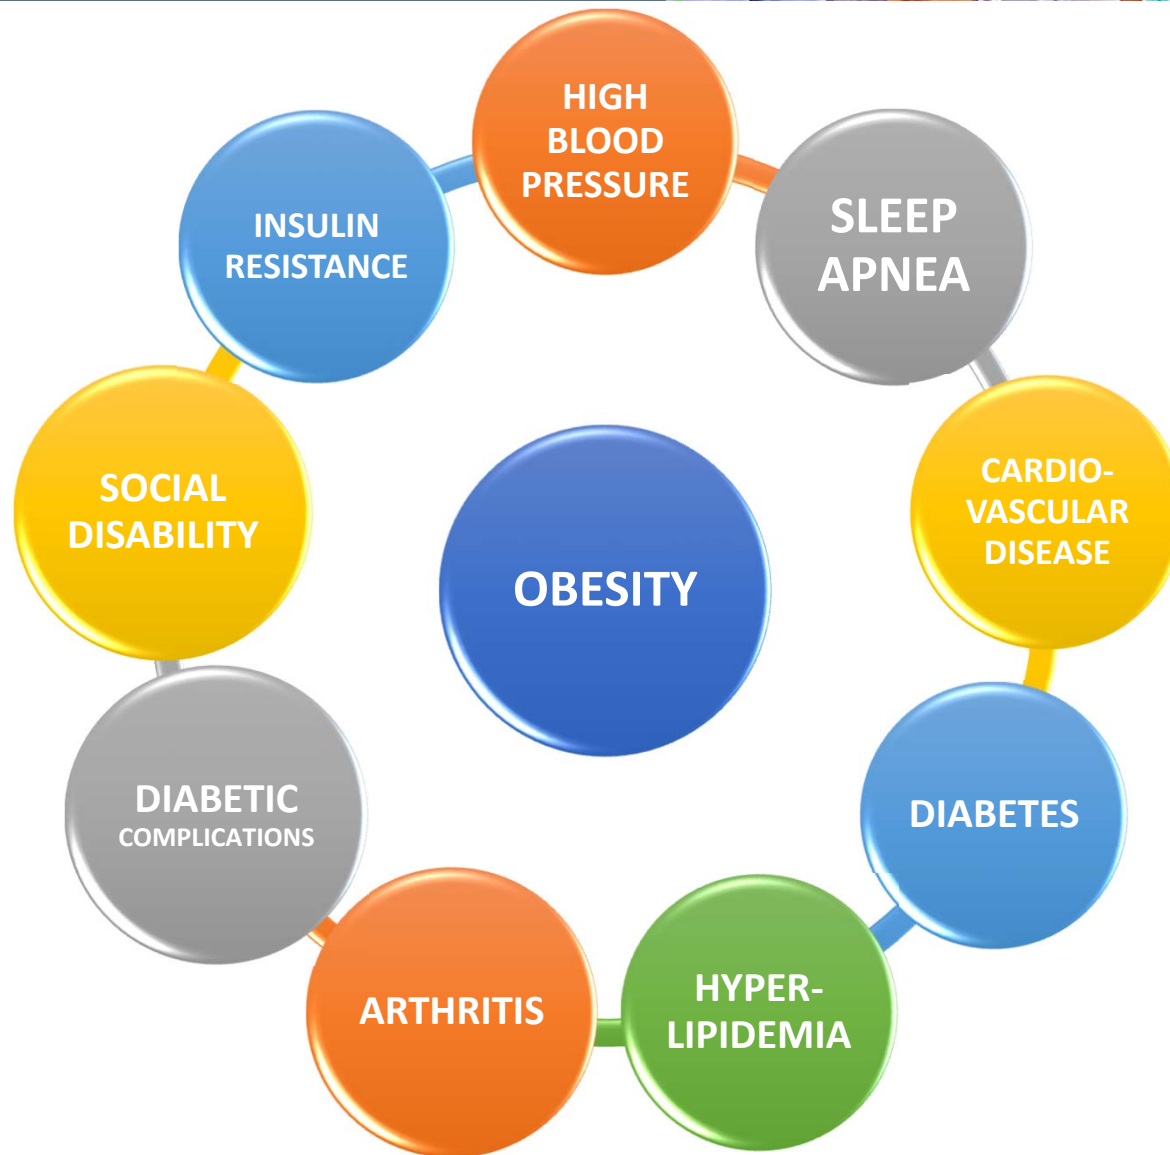 HIGH
BLOOD
PRESSURE
SLEEP
APNEA
CARDIO-
VASCULAR
DISEASE
DIABETES
HYPER-
LIPIDEMIA
ARTHRITIS
DIABETIC
COMPLICATIONS
SOCIAL
DISABILITY
INSULIN
RESISTANCE
OBESITY